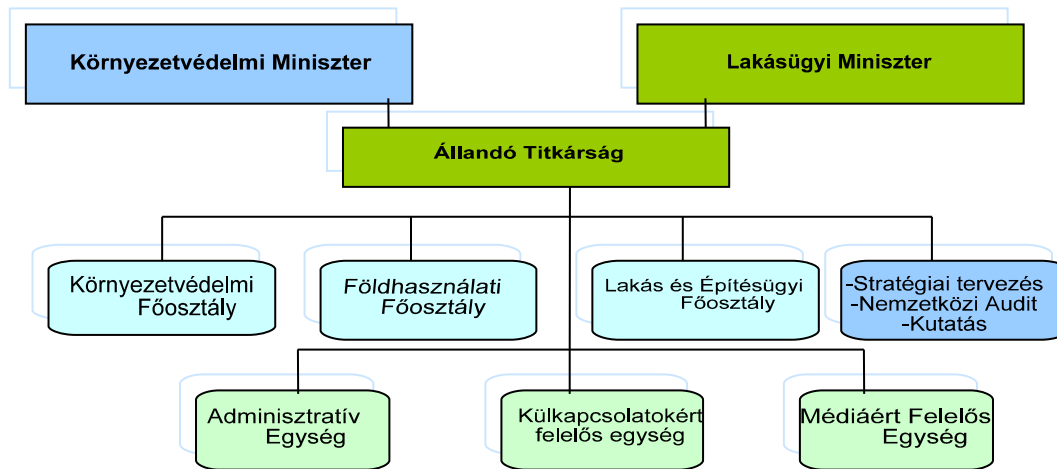 Környezetvédelmi Miniszter
Lakásügyi Miniszter
Állandó Titkárság
Környezetvédelmi
Főosztály
Földhasználati
Főosztály
Lakás és Építésügyi
Főosztály
-Stratégiai tervezés
-Nemzetközi Audit
-Kutatás
Adminisztratív
Egység
Külkapcsolatokért
felelős egység
Médiáért Felelős
Egység